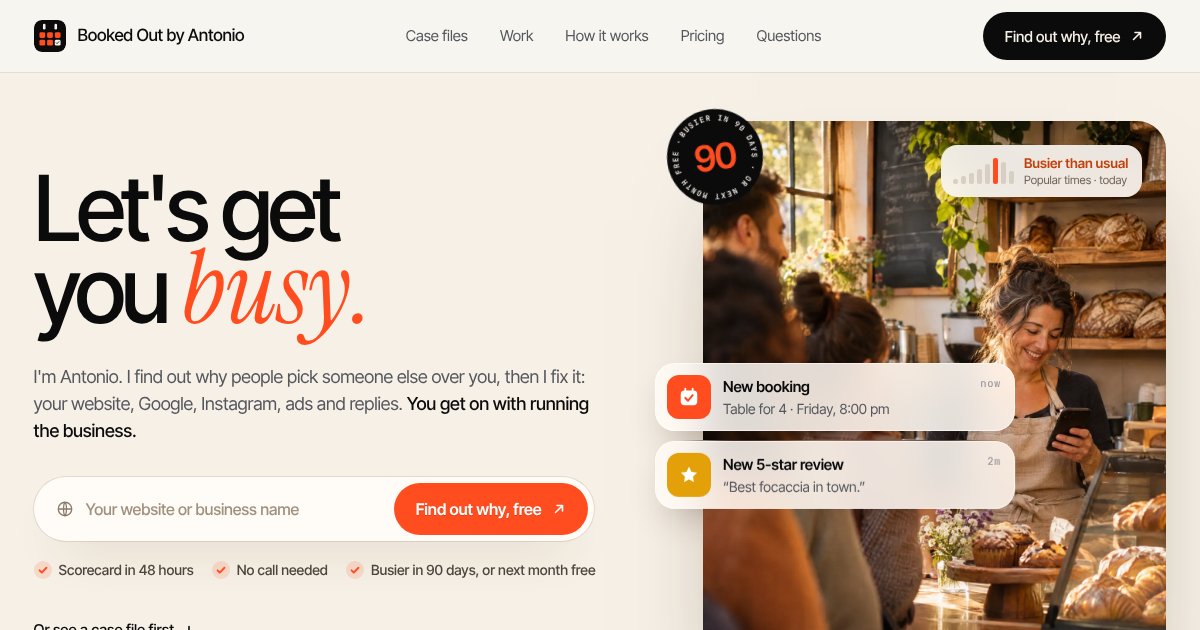 Booked Out by Antonio
Case files
Work
How it works
Pricing
Questions
Find out why, free
BUSIER IN 90 DAYS · OR NEXT MONTH FREE ·
90
Busier than usual
Popular times · today
Let's get
you busy.
I'm Antonio. I find out why people pick someone else over you, then I fix it:
your website, Google, Instagram, ads and replies. You get on with running
the business.
New booking
now
Table for 4 · Friday, 8:00 pm
New 5-star review
2m
“Best focaccia in town.”
Your website or business name
Find out why, free
Scorecard in 48 hours
No call needed
Busier in 90 days, or next month free
Or see a case file first